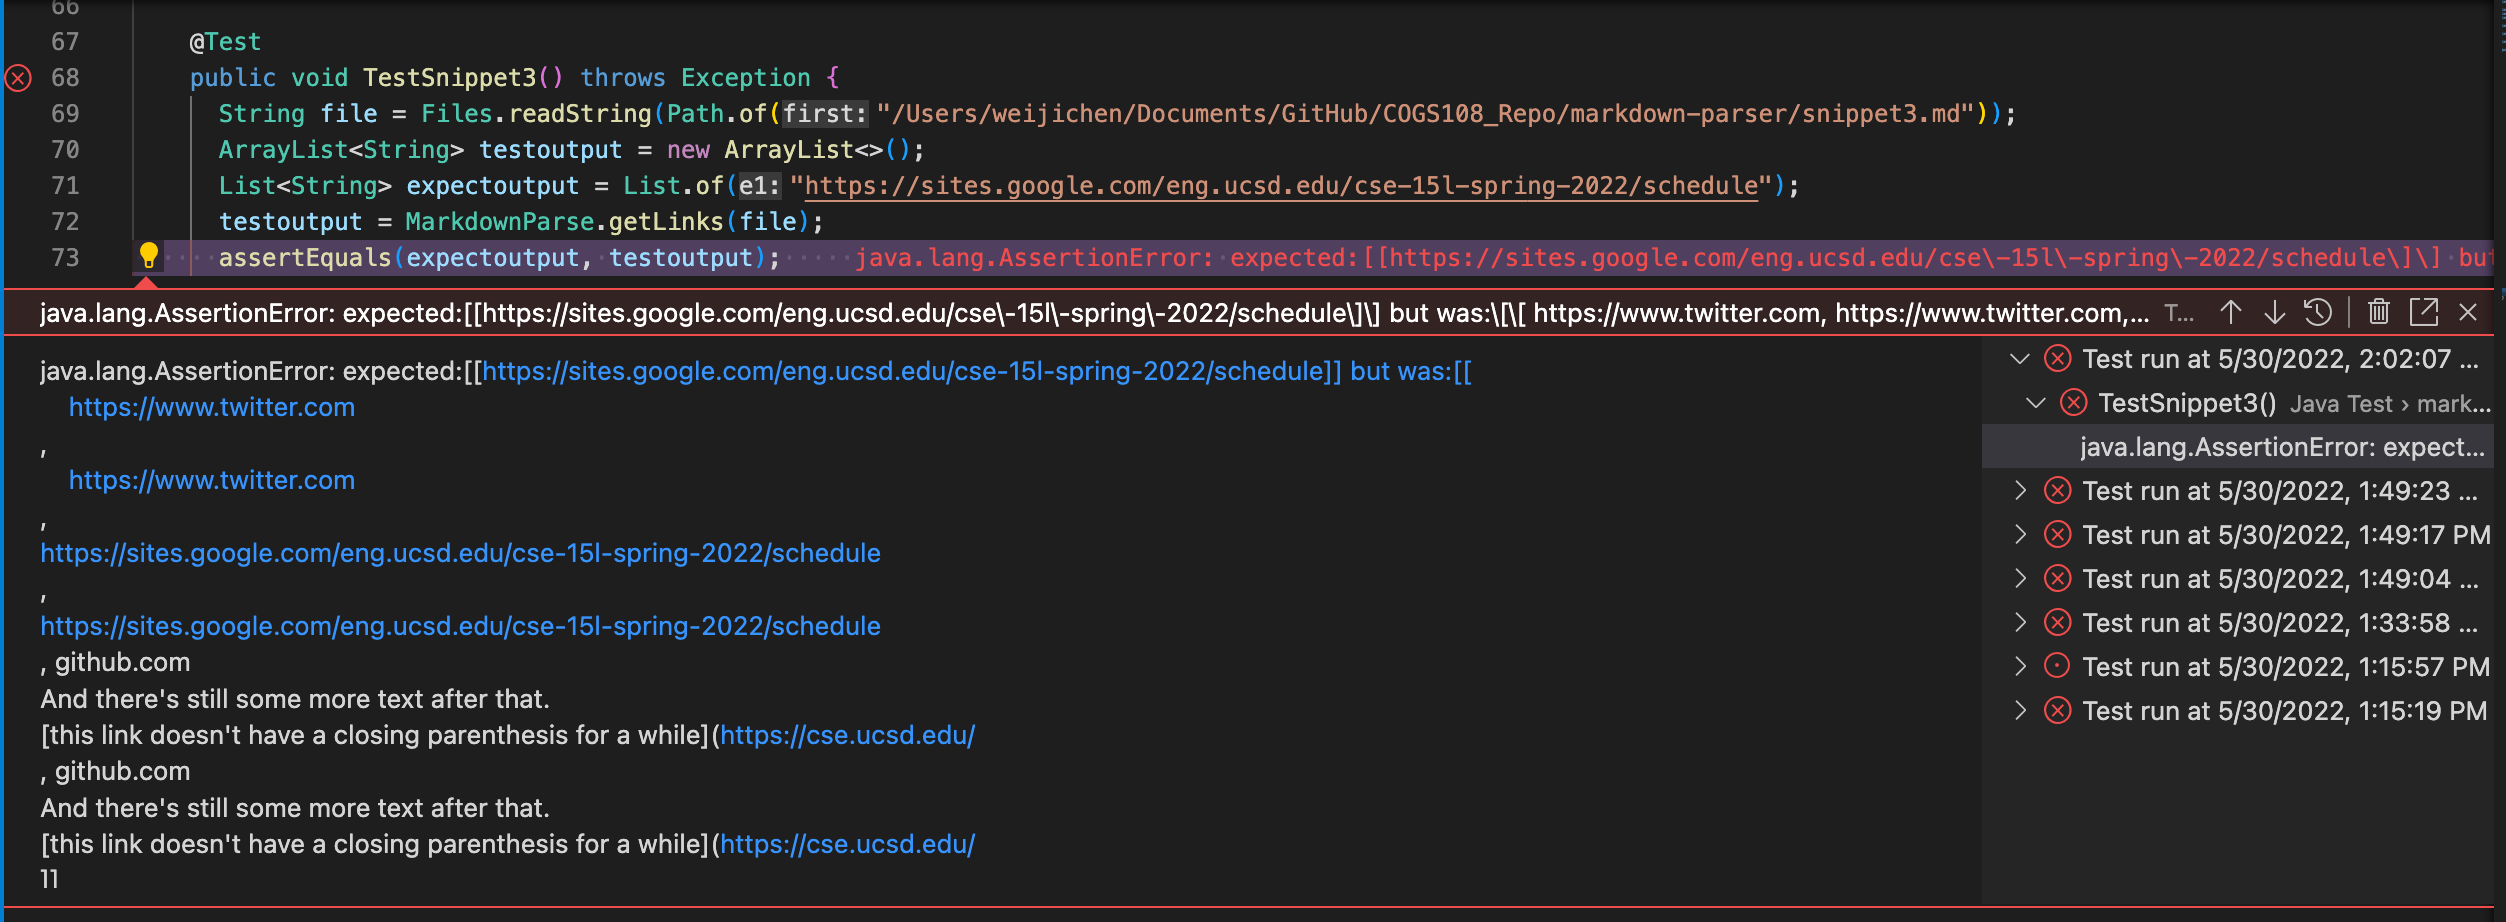 66
67 @Test
68 public void TestSnippet3() throws Exception {
69 String file = Files.readString(Path.of(first: "/Users/weijichen/Documents/GitHub/COGS108_Repo/markdown-parser/snippet3.md"));
70 ArrayList<String> testoutput = new ArrayList<>();
71 List<String> expectoutput = List.of(e1: "https://sites.google.com/eng.ucsd.edu/cse-15l-spring-2022/schedule");
72 testoutput = MarkdownParse.getLinks(file);
73 assertEquals(expectoutput, testoutput); java.lang.AssertionError: expected:[[https://sites.google.com/eng.ucsd.edu/cse\-15l\-spring\-2022/schedule\]\] but
java.lang.AssertionError: expected:[[https://sites.google.com/eng.ucsd.edu/cse\-15l\-spring\-2022/schedule\]\] but was:\[\[ https://www.twitter.com, https://www.twitter.com,... T...
java.lang.AssertionError: expected:[[https://sites.google.com/eng.ucsd.edu/cse-15l-spring-2022/schedule]] but was:[[
https://www.twitter.com
,
https://www.twitter.com
,
https://sites.google.com/eng.ucsd.edu/cse-15l-spring-2022/schedule
,
https://sites.google.com/eng.ucsd.edu/cse-15l-spring-2022/schedule
, github.com
And there's still some more text after that.
[this link doesn't have a closing parenthesis for a while](https://cse.ucsd.edu/
, github.com
And there's still some more text after that.
[this link doesn't have a closing parenthesis for a while](https://cse.ucsd.edu/
]]
Test run at 5/30/2022, 2:02:07 ...
TestSnippet3() Java Test › mark...
java.lang.AssertionError: expect...
Test run at 5/30/2022, 1:49:23 ...
Test run at 5/30/2022, 1:49:17 PM
Test run at 5/30/2022, 1:49:04 ...
Test run at 5/30/2022, 1:33:58 ...
Test run at 5/30/2022, 1:15:57 PM
Test run at 5/30/2022, 1:15:19 PM